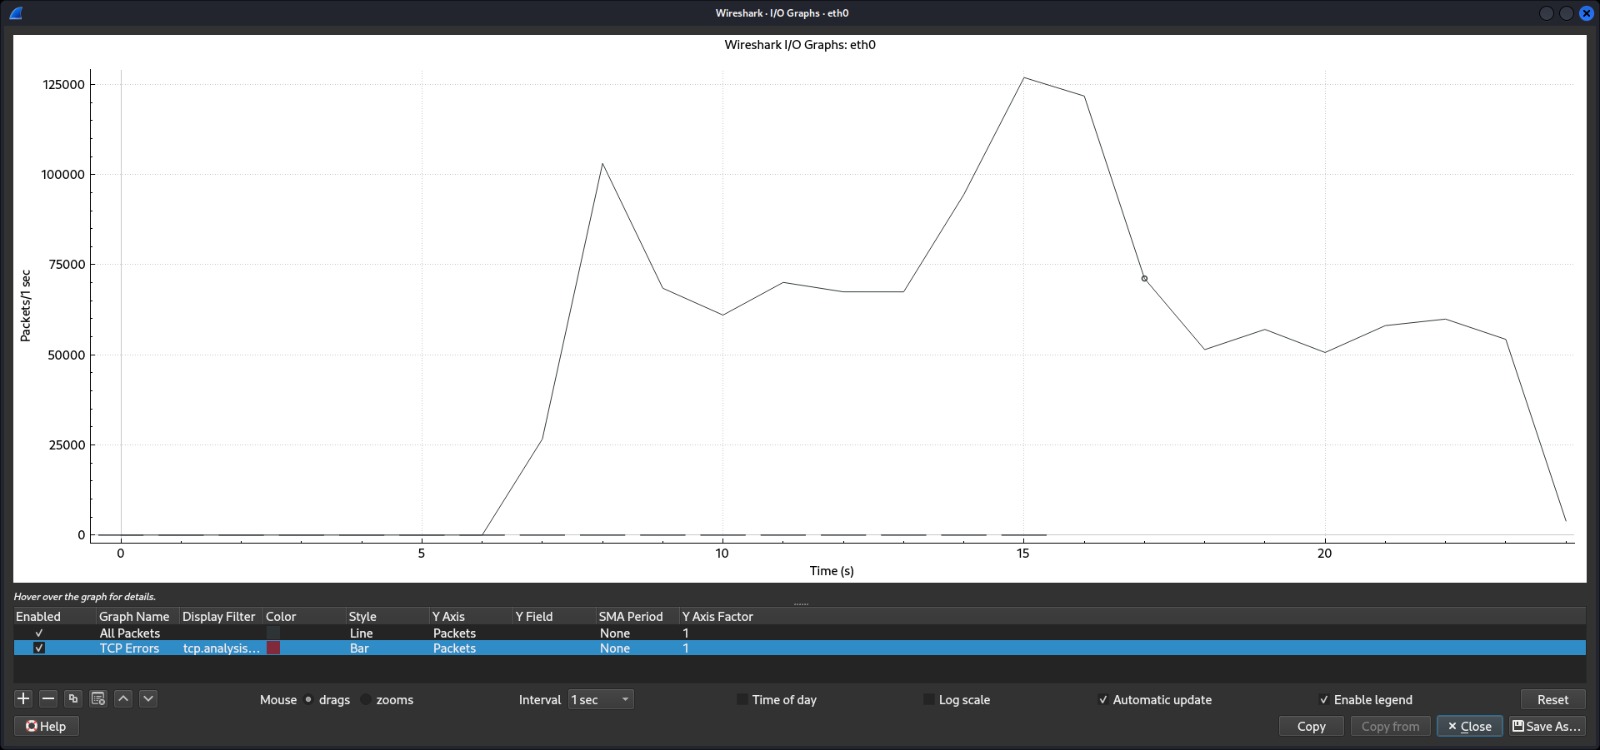 Wireshark · I/O Graphs · eth0
Wireshark I/O Graphs: eth0
125000
100000
75000
50000
25000
0
Packets/1 sec
0 5 10 15 20
Time (s)
Hover over the graph for details.
Enabled Graph Name Display Filter Color Style Y Axis Y Field SMA Period Y Axis Factor
All Packets Line Packets None 1
TCP Errors tcp.analysis... Bar Packets None 1
Mouse drags zooms Interval 1 sec Time of day Log scale Automatic update Enable legend Reset
Help Copy Copy from Close Save As...